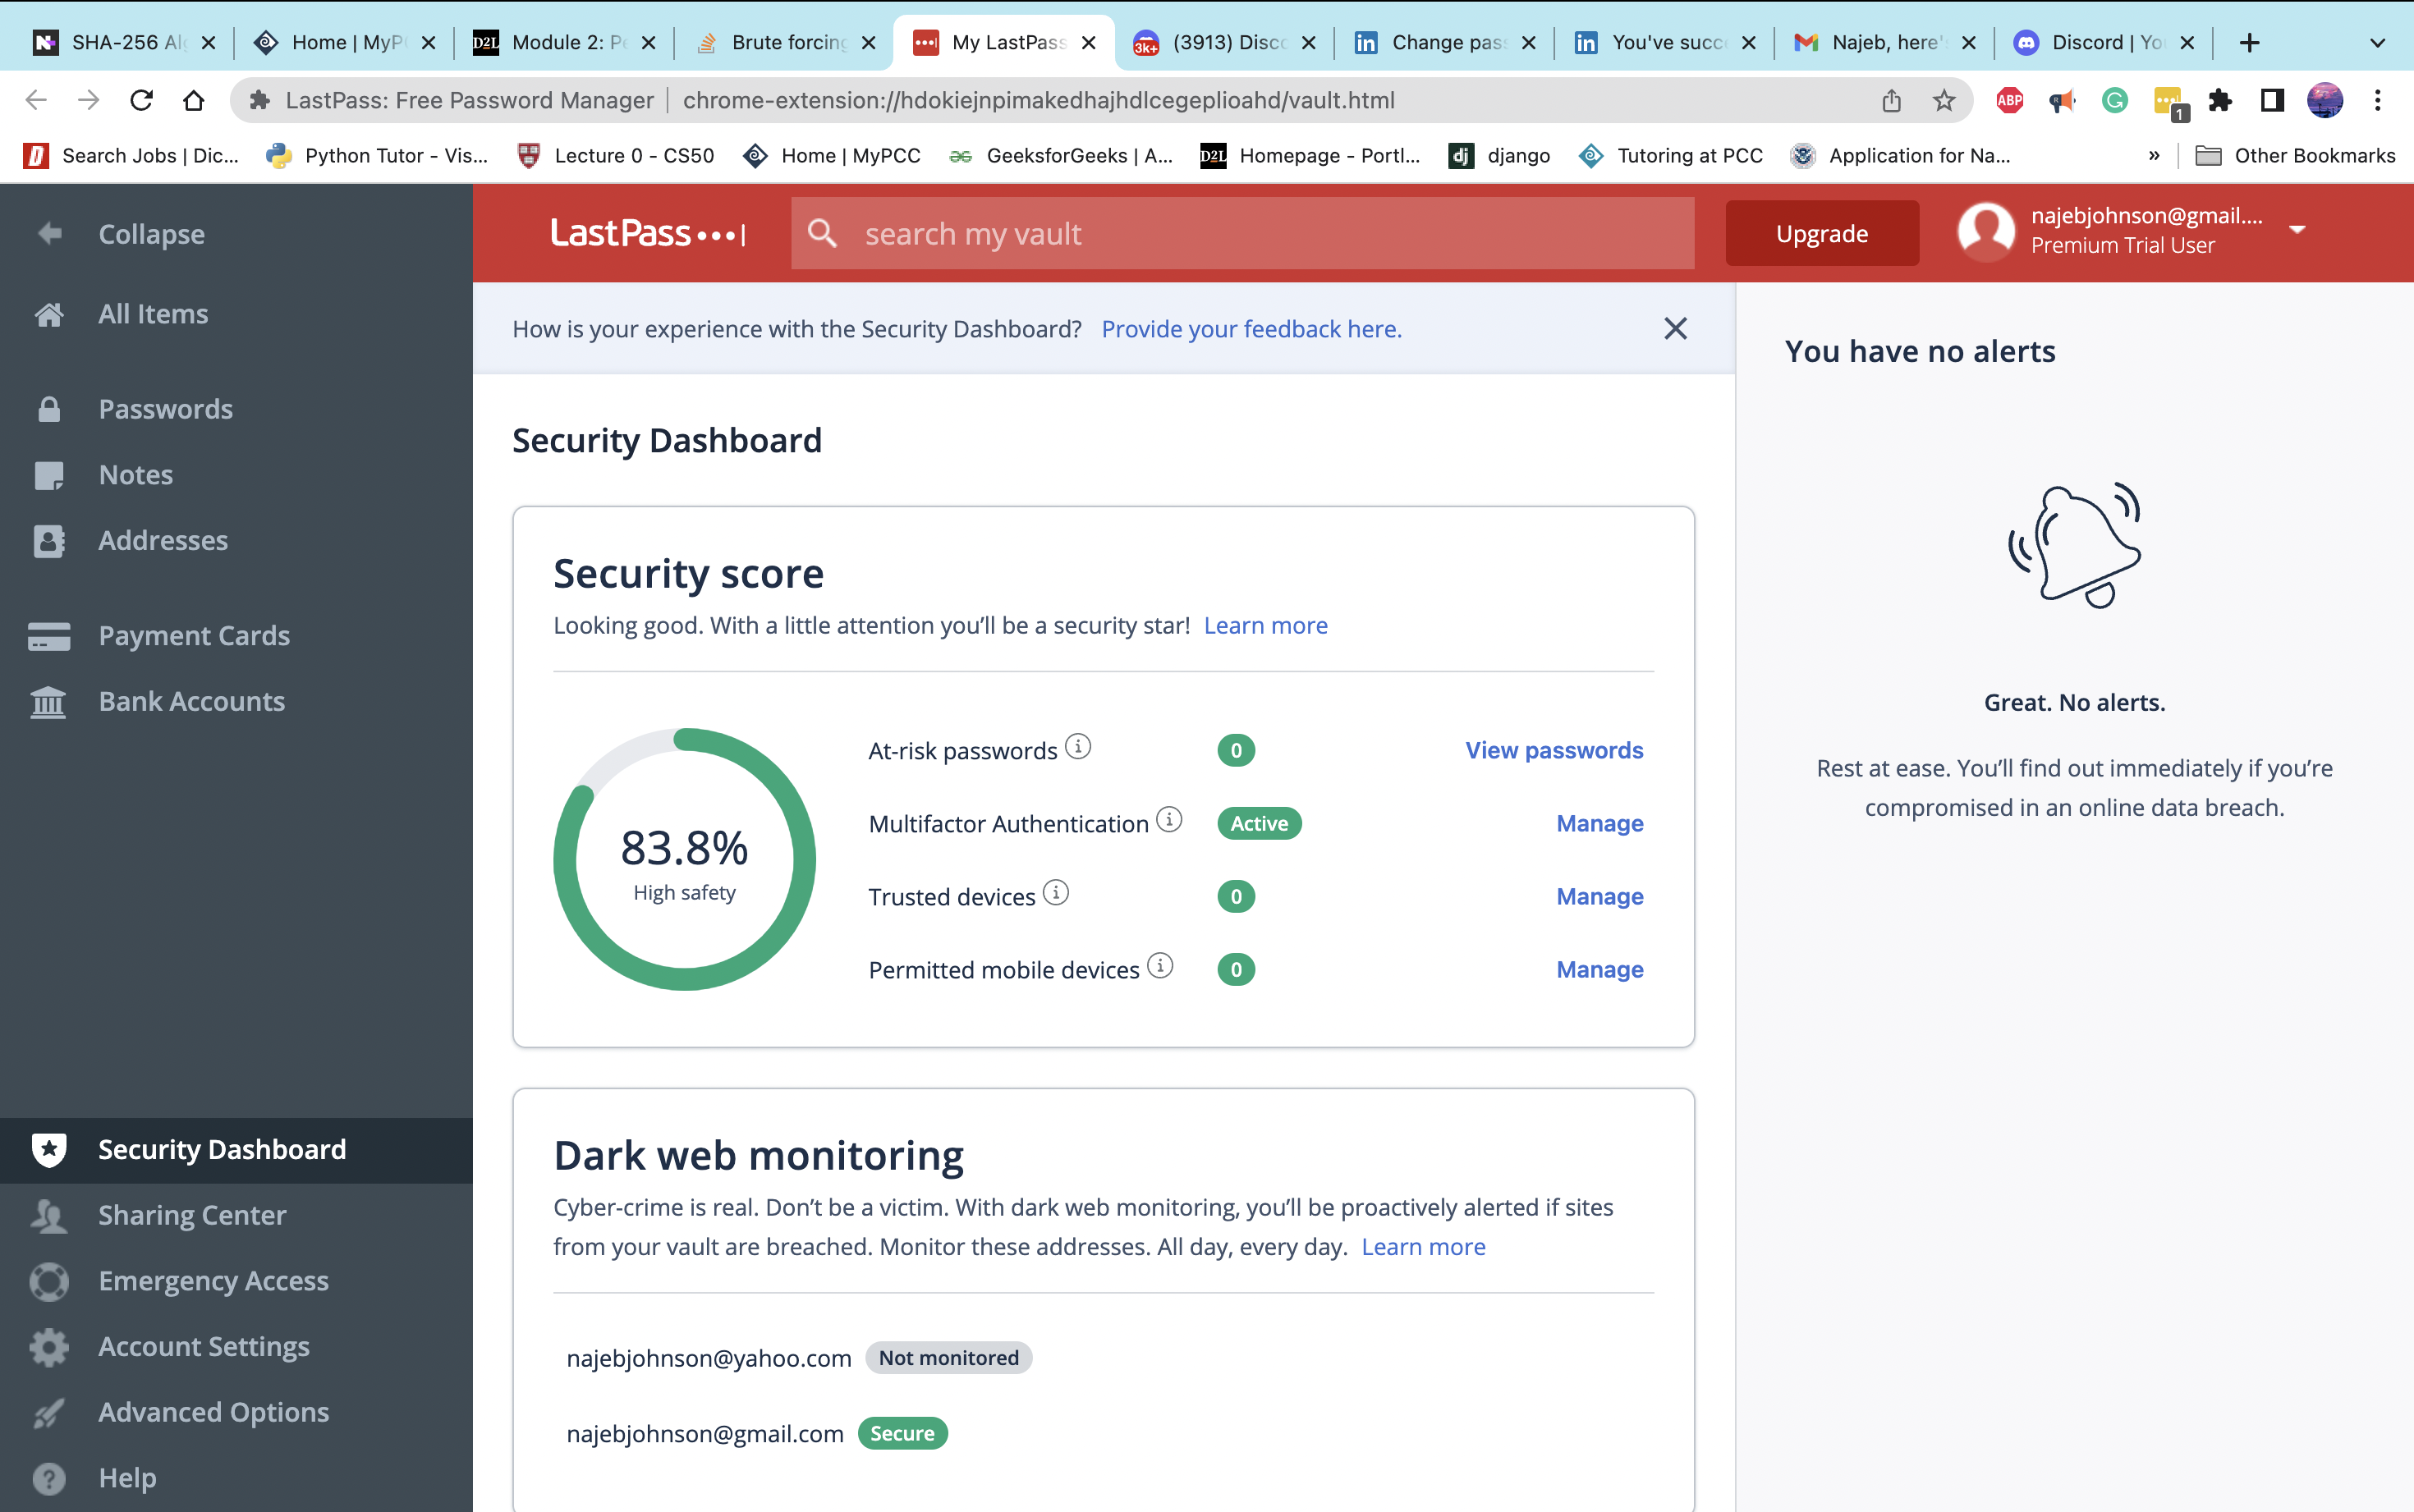 SHA-256 Al
Home | MyP
Module 2: Pe
Brute forcing
My LastPass
(3913) Disc
Change pas
You've succ
Najeb, here'
Discord | Yo
LastPass: Free Password Manager
chrome-extension://hdokiejnpimakedhajhdlcegeplioahd/vault.html
ABP
1
Search Jobs | Dic...
Python Tutor - Vis...
Lecture 0 - CS50
Home | MyPCC
GeeksforGeeks | A...
D2L
Homepage - Portl...
dj
django
Tutoring at PCC
Application for Na...
»
Other Bookmarks
Collapse
All Items
Passwords
Notes
Addresses
Payment Cards
Bank Accounts
Security Dashboard
Sharing Center
Emergency Access
Account Settings
Advanced Options
Help
LastPass
search my vault
Upgrade
najebjohnson@gmail....
Premium Trial User
How is your experience with the Security Dashboard? Provide your feedback here.
Security Dashboard
Security score
Looking good. With a little attention you’ll be a security star! Learn more
83.8%
High safety
At-risk passwords 0 View passwords
Multifactor Authentication Active Manage
Trusted devices 0 Manage
Permitted mobile devices 0 Manage
Dark web monitoring
Cyber-crime is real. Don’t be a victim. With dark web monitoring, you’ll be proactively alerted if sites
from your vault are breached. Monitor these addresses. All day, every day. Learn more
najebjohnson@yahoo.com Not monitored
najebjohnson@gmail.com Secure
You have no alerts
Great. No alerts.
Rest at ease. You’ll find out immediately if you’re
compromised in an online data breach.